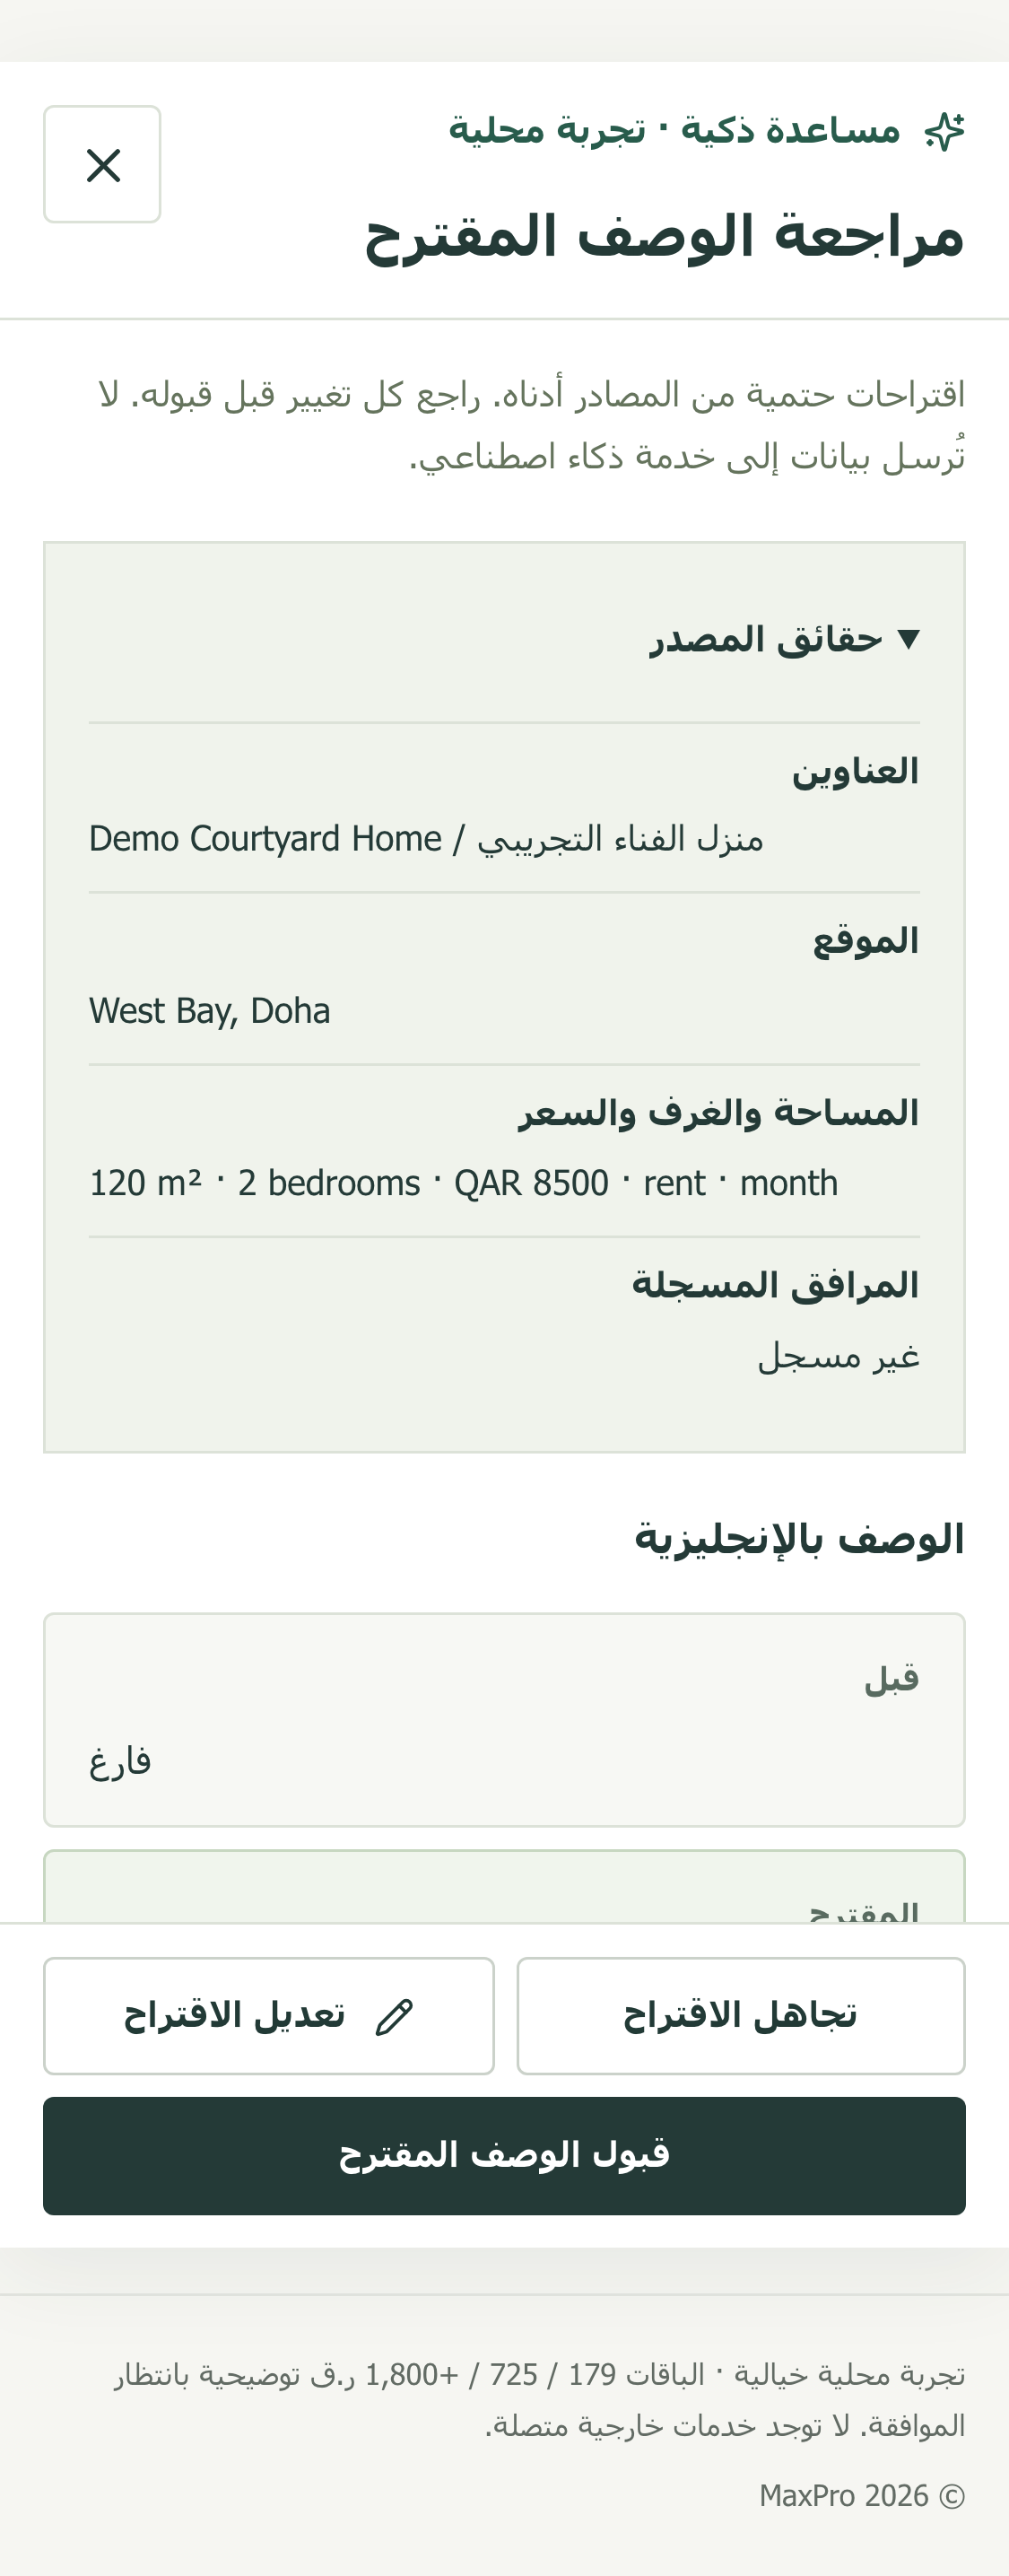 مساعدة ذكية · تجربة محلية
مراجعة الوصف المقترح
اقتراحات حتمية من المصادر أدناه. راجع كل تغيير قبل قبوله. لا
تُرسل بيانات إلى خدمة ذكاء اصطناعي.
▼ حقائق المصدر
العناوين
Demo Courtyard Home / منزل الفناء التجريبي
الموقع
West Bay, Doha
المساحة والغرف والسعر
120 m² · 2 bedrooms · QAR 8500 · rent · month
المرافق المسجلة
غير مسجل
الوصف بالإنجليزية
قبل
فارغ
المقترح
تجاهل الاقتراح
تعديل الاقتراح
قبول الوصف المقترح
تجربة محلية خيالية · الباقات 179 / 725 / 1,800+ ر.ق توضيحية بانتظار
الموافقة. لا توجد خدمات خارجية متصلة.
© 2026 MaxPro